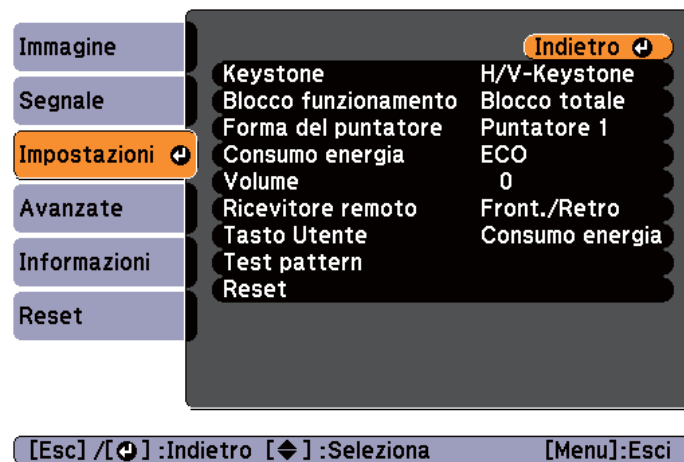 Immagine
Segnale
Impostazioni
Avanzate
Informazioni
Reset
Indietro
Keystone H/V-Keystone
Blocco funzionamento Blocco totale
Forma del puntatore Puntatore 1
Consumo energia ECO
Volume 0
Ricevitore remoto Front./Retro
Tasto Utente Consumo energia
Test pattern
Reset
[Esc] /[⏎] :Indietro [◆] :Seleziona [Menu]:Esci